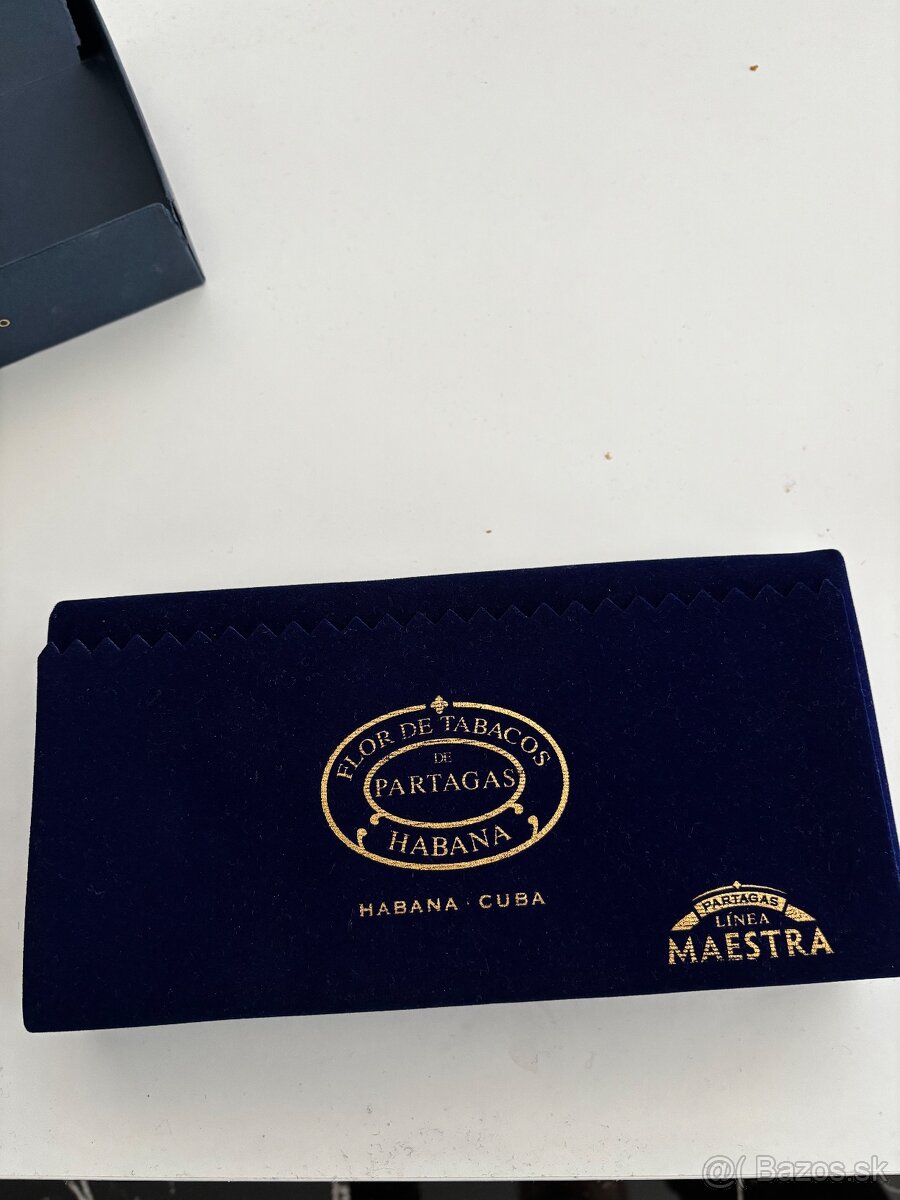 FLOR DE TABACOS
DE
PARTAGAS
HABANA
HABANA · CUBA
PARTAGAS
LÍNEA
MAESTRA
@( Bazos.sk